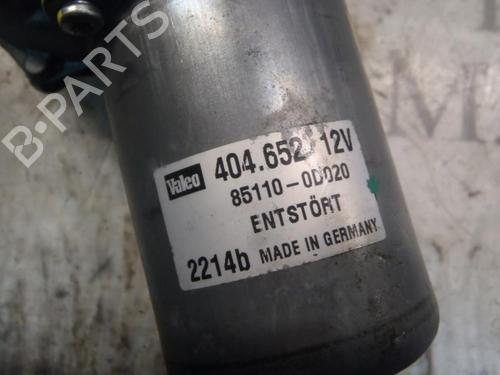 Valeo 404.652 12V
85110-0D020
ENTSTÖRT
2214b MADE IN GERMANY
B-PARTS